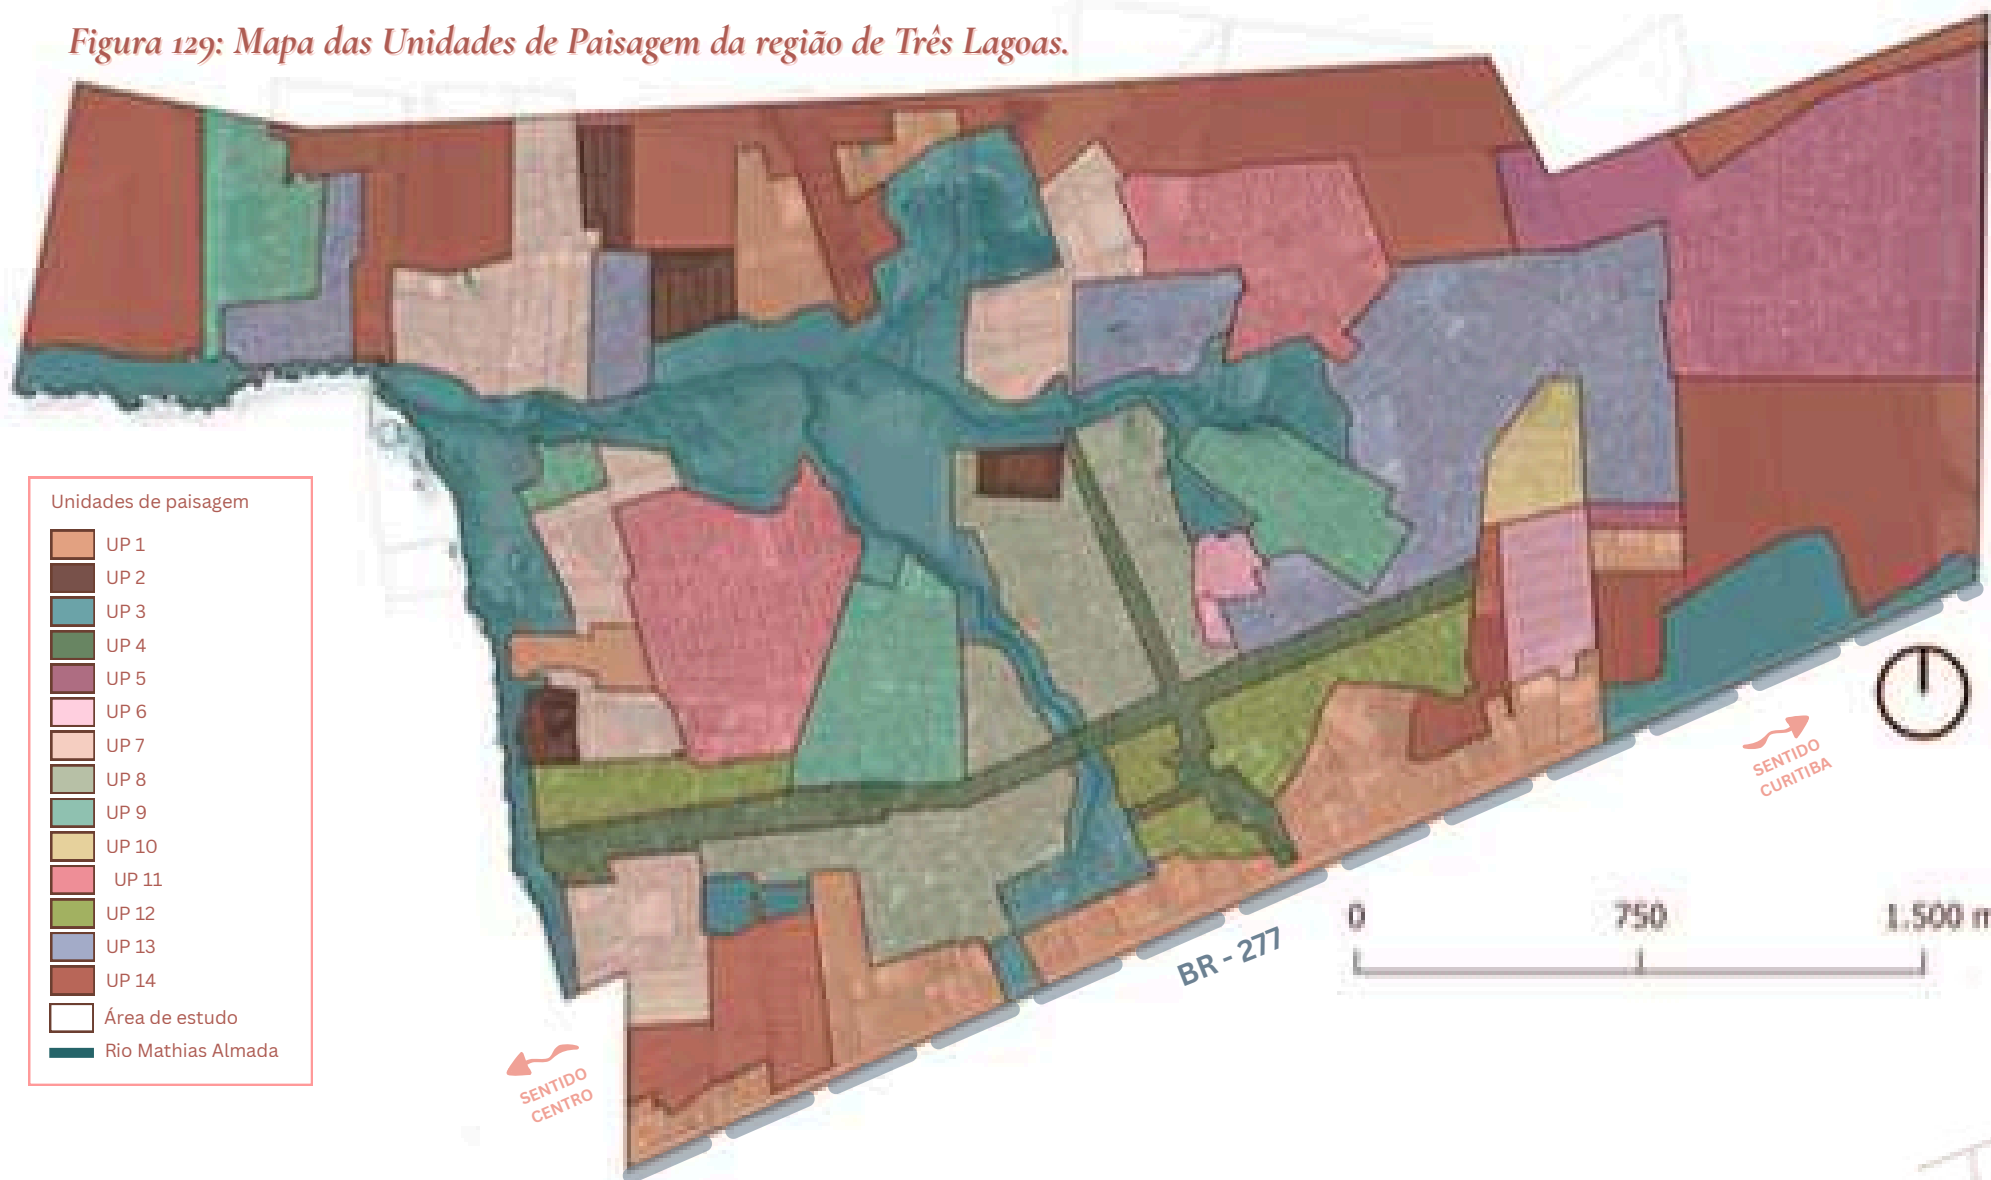 Figura 129: Mapa das Unidades de Paisagem da região de Três Lagoas.
Unidades de paisagem
UP 1
UP 2
UP 3
UP 4
UP 5
UP 6
UP 7
UP 8
UP 9
UP 10
UP 11
UP 12
UP 13
UP 14
Área de estudo
Rio Mathias Almada
SENTIDO
CURITIBA
0 750 1.500 m
BR - 277
SENTIDO
CENTRO